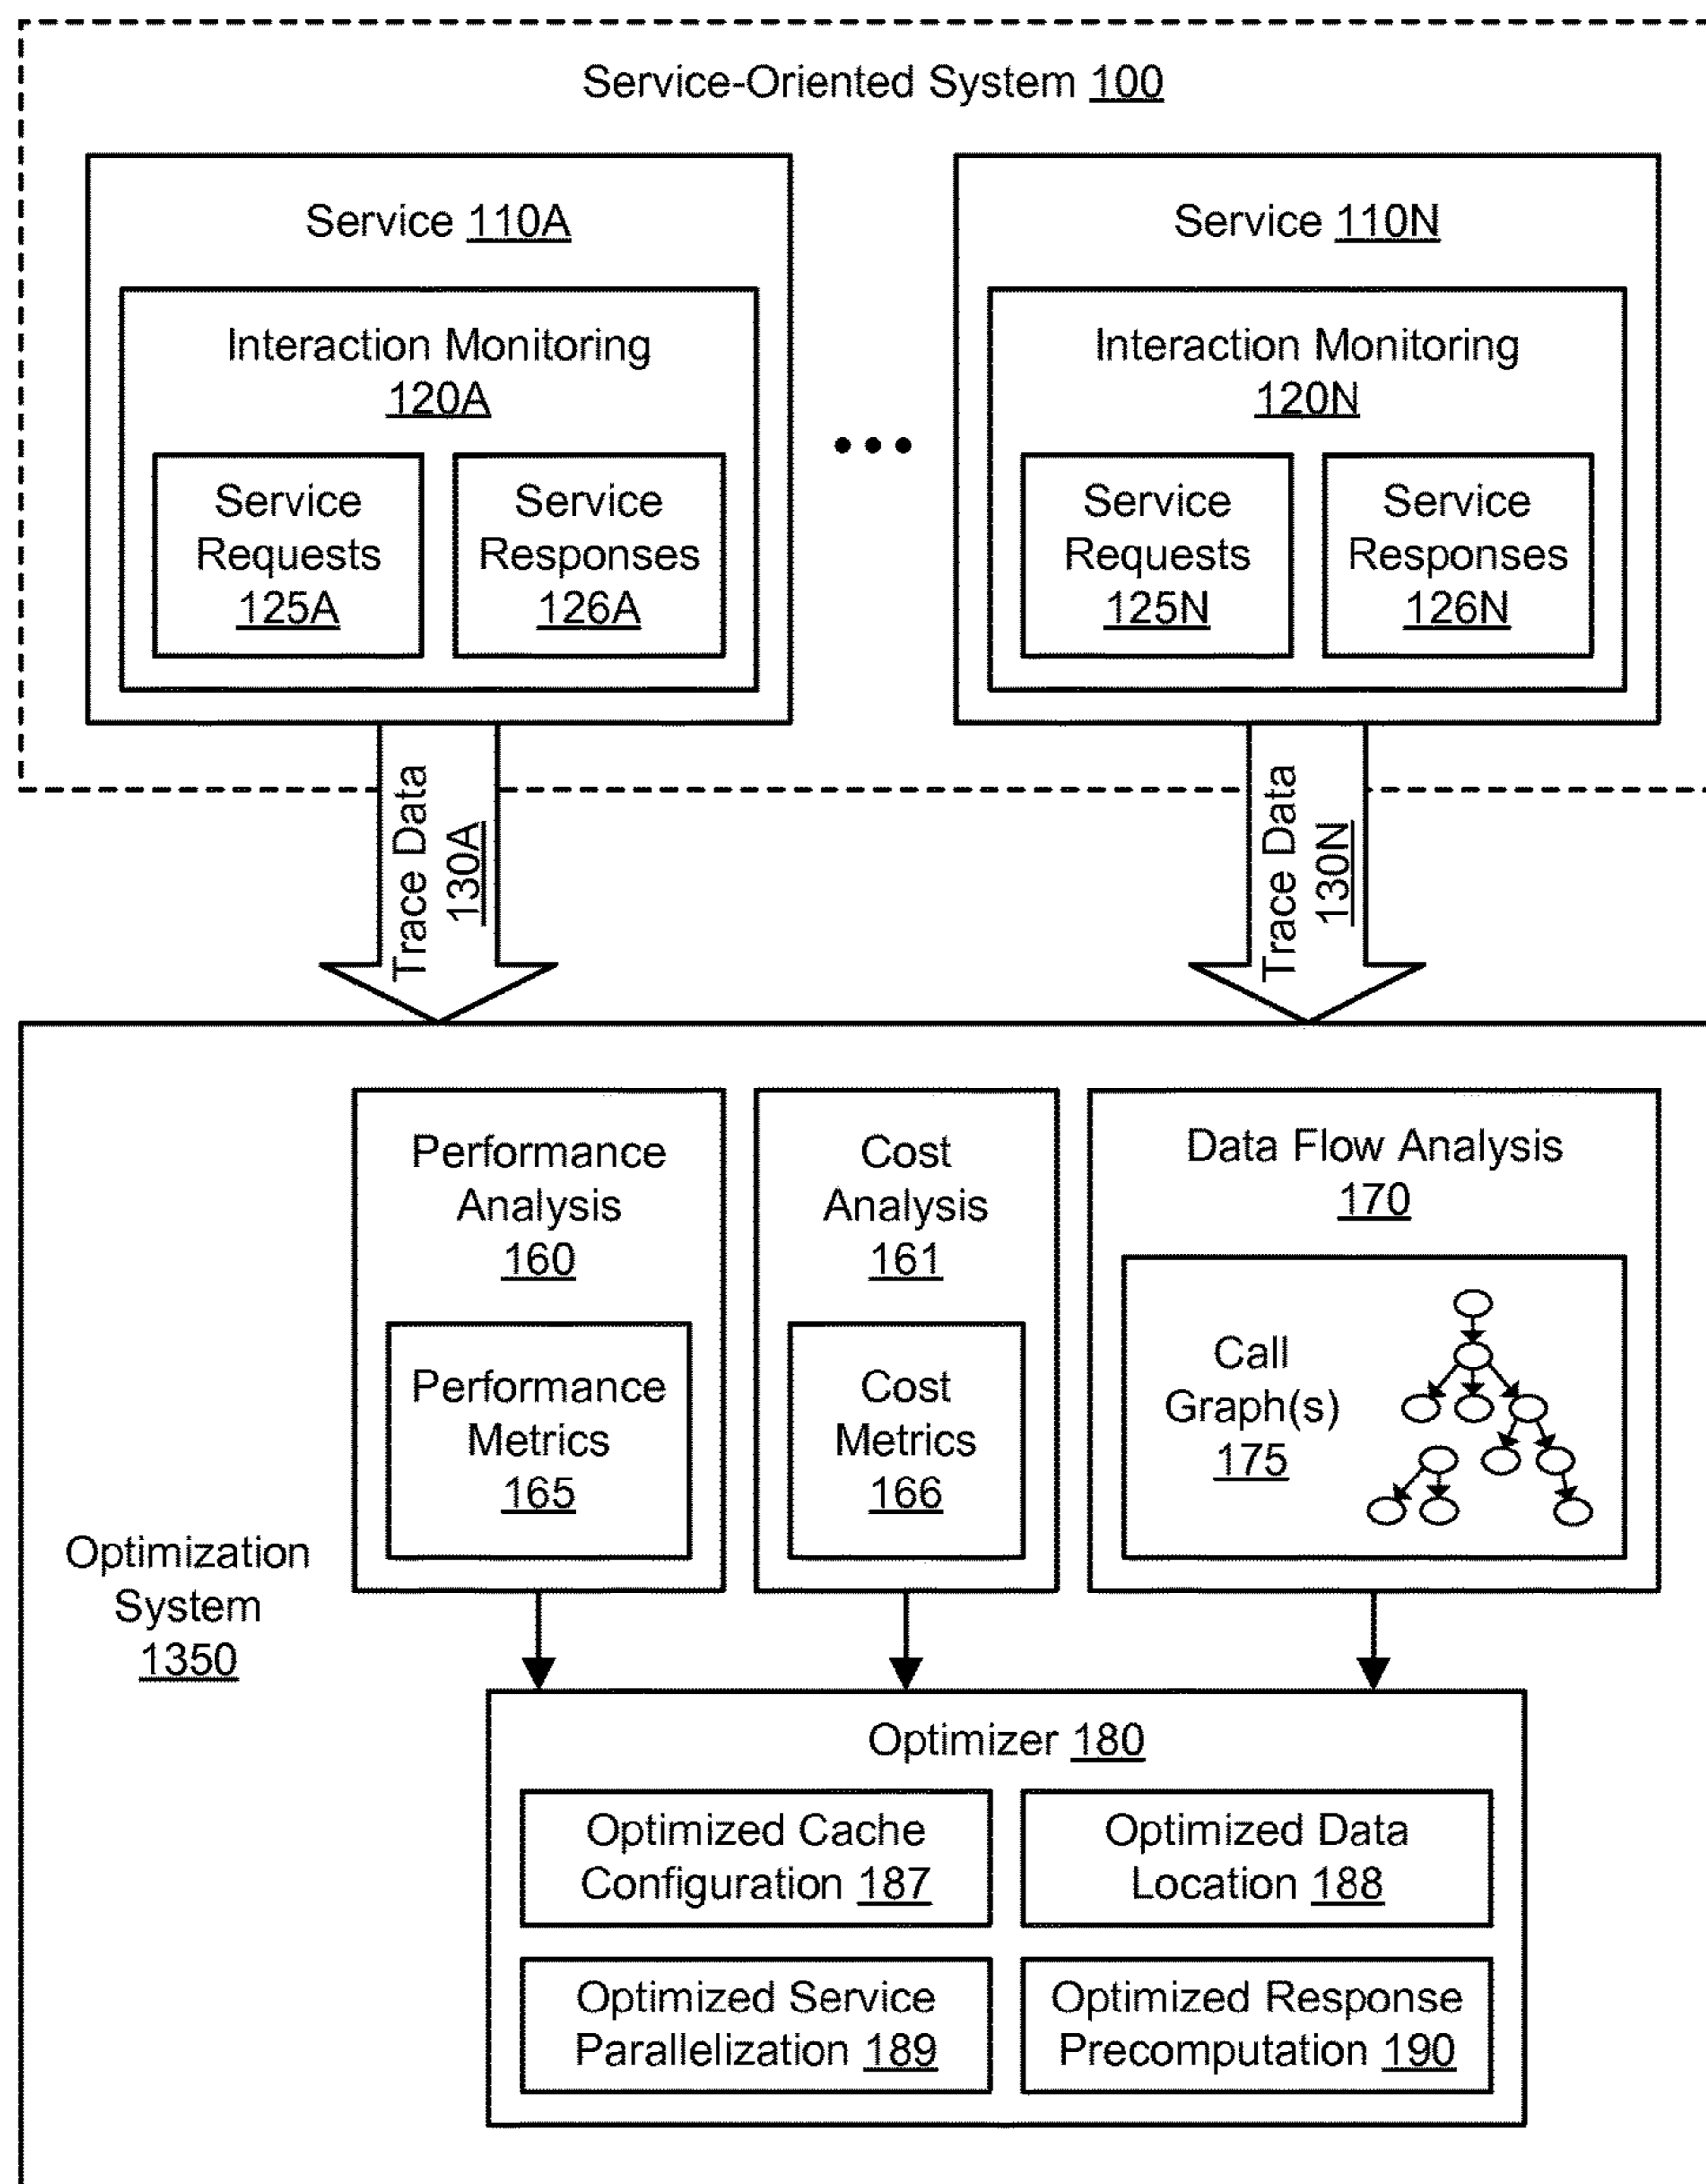 Service-Oriented System 100
Service 110A
Interaction Monitoring
120A
Service
Requests
125A
Service
Responses
126A
Service 110N
Interaction Monitoring
120N
Service
Requests
125N
Service
Responses
126N
Trace Data
130A
Trace Data
130N
Optimization
System
1350
Performance
Analysis
160
Performance
Metrics
165
Cost
Analysis
161
Cost
Metrics
166
Data Flow Analysis
170
Call
Graph(s)
175
Optimizer 180
Optimized Cache
Configuration 187
Optimized Data
Location 188
Optimized Service
Parallelization 189
Optimized Response
Precomputation 190